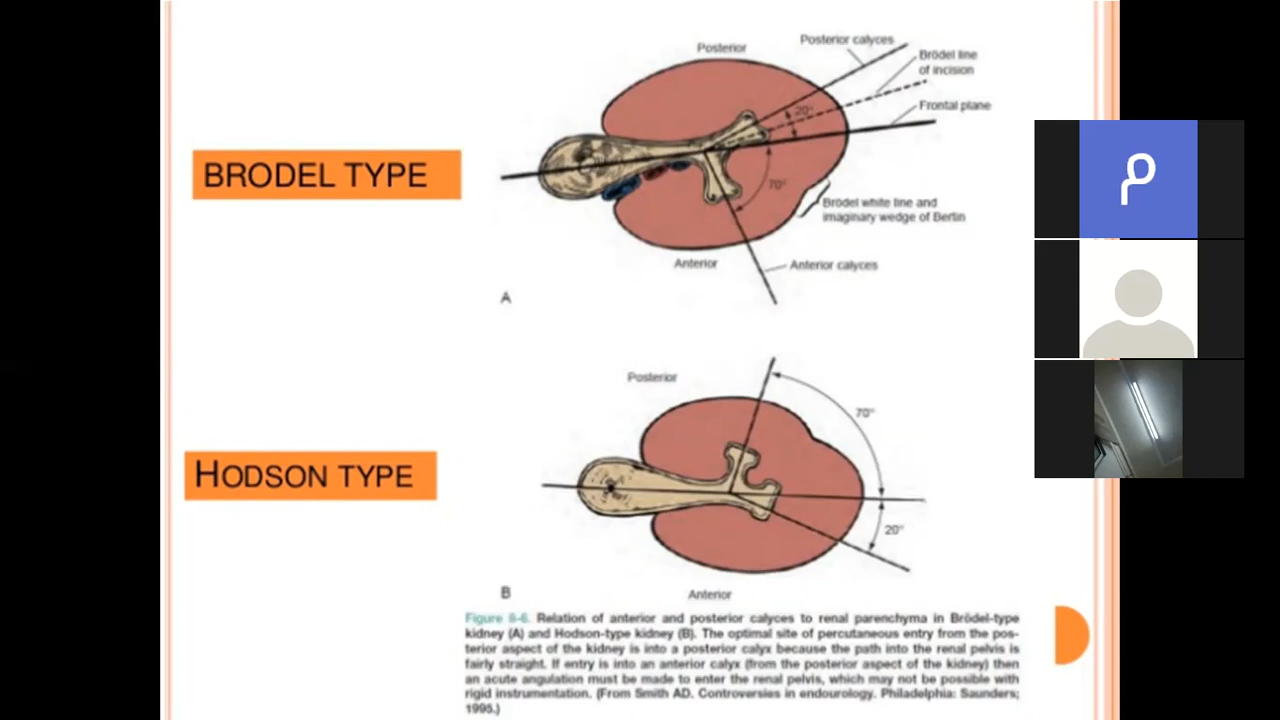 Posterior
Posterior calyces
Brödel line
of incision
Frontal plane
20°
BRODEL TYPE
70°
Brödel white line and
imaginary wedge of Bertin
Anterior
Anterior calyces
A
Posterior
70°
HODSON TYPE
20°
B
Anterior
Figure 8-6. Relation of anterior and posterior calyces to renal parenchyma in Brödel-type
kidney (A) and Hodson-type kidney (B). The optimal site of percutaneous entry from the pos-
terior aspect of the kidney is into a posterior calyx because the path into the renal pelvis is
fairly straight. If entry is into an anterior calyx (from the posterior aspect of the kidney) then
an acute angulation must be made to enter the renal pelvis, which may not be possible with
rigid instrumentation. (From Smith AD. Controversies in endourology. Philadelphia: Saunders;
1995.)